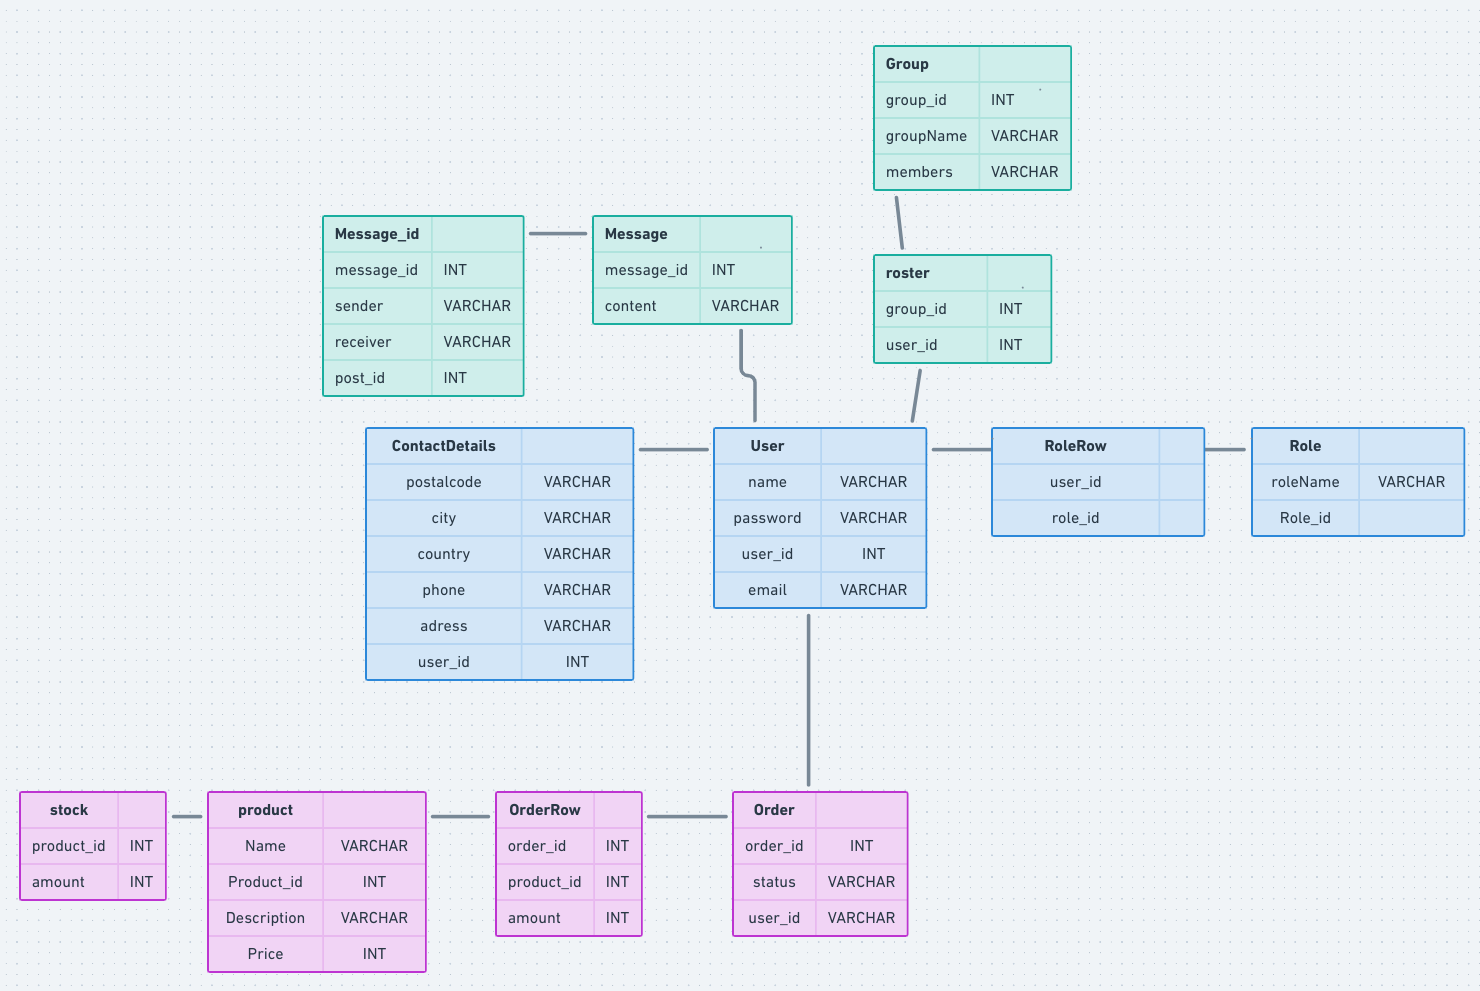 Group
group_id INT
groupName VARCHAR
members VARCHAR
Message_id
message_id INT
sender VARCHAR
receiver VARCHAR
post_id INT
Message
message_id INT
content VARCHAR
roster
group_id INT
user_id INT
ContactDetails
postalcode VARCHAR
city VARCHAR
country VARCHAR
phone VARCHAR
adress VARCHAR
user_id INT
User
name VARCHAR
password VARCHAR
user_id INT
email VARCHAR
RoleRow
user_id
role_id
Role
roleName VARCHAR
Role_id
stock
product_id INT
amount INT
product
Name VARCHAR
Product_id INT
Description VARCHAR
Price INT
OrderRow
order_id INT
product_id INT
amount INT
Order
order_id INT
status VARCHAR
user_id VARCHAR